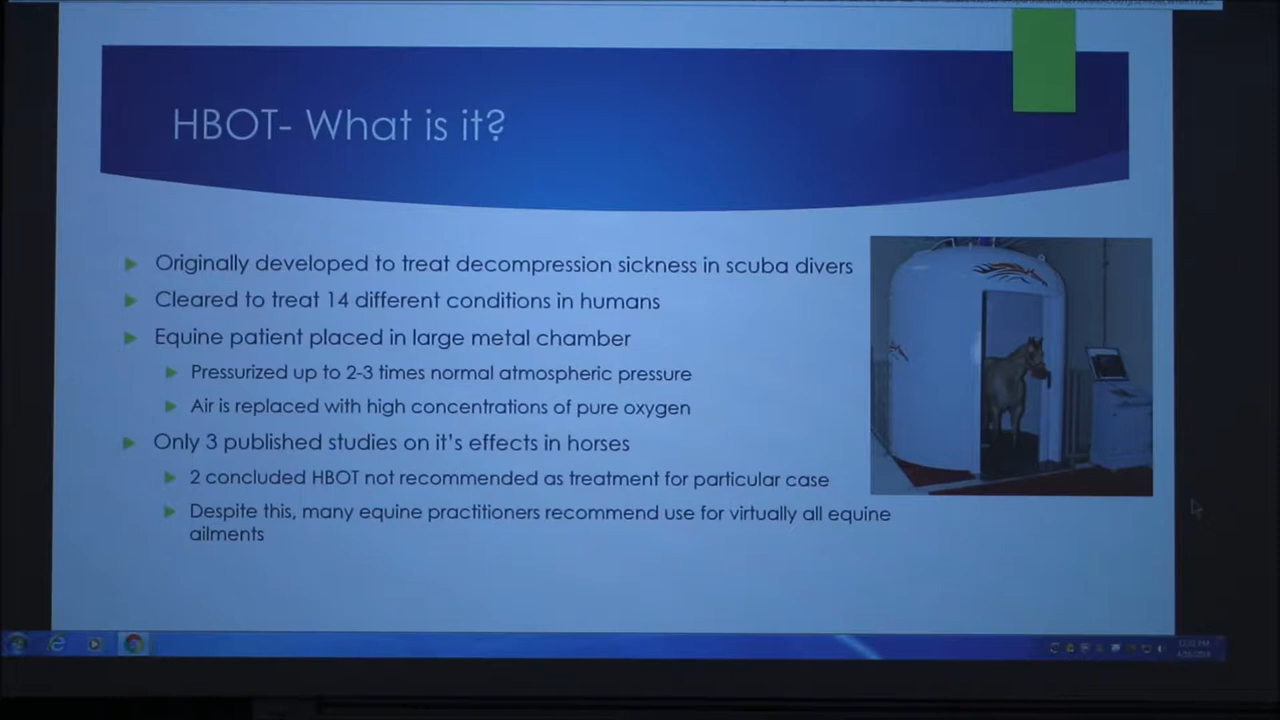 HBOT- What is it?
Originally developed to treat decompression sickness in scuba divers
Cleared to treat 14 different conditions in humans
Equine patient placed in large metal chamber
Pressurized up to 2-3 times normal atmospheric pressure
Air is replaced with high concentrations of pure oxygen
Only 3 published studies on it's effects in horses
2 concluded HBOT not recommended as treatment for particular case
Despite this, many equine practitioners recommend use for virtually all equine
ailments